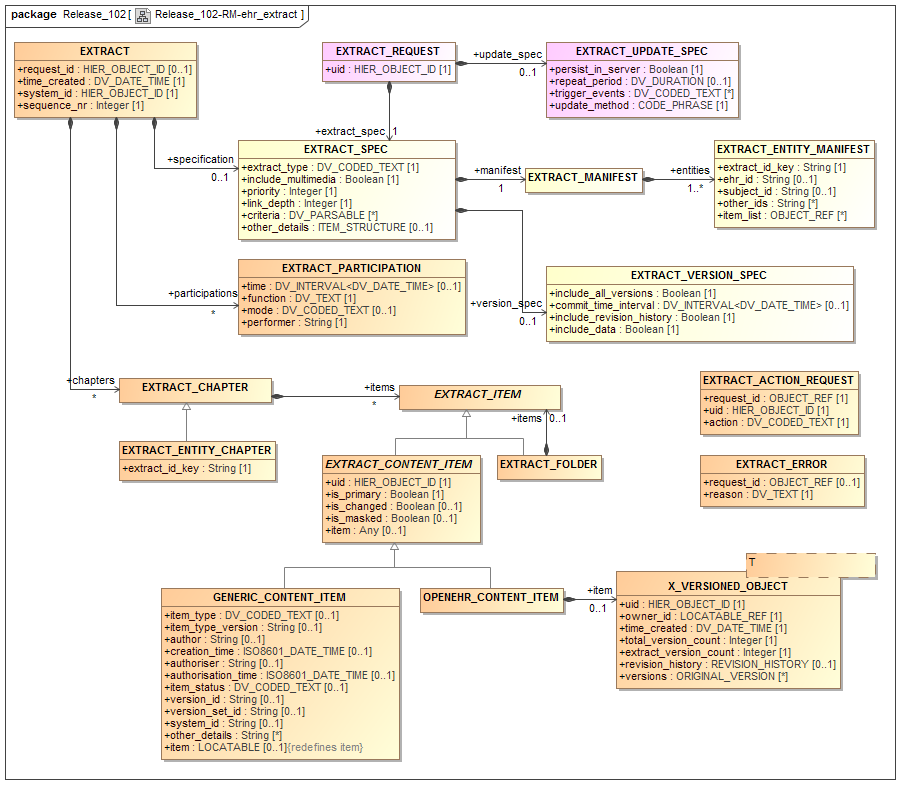 package Release_102 [ Release_102-RM-ehr_extract ]
EXTRACT
+request_id : HIER_OBJECT_ID [0..1]
+time_created : DV_DATE_TIME [1]
+system_id : HIER_OBJECT_ID [1]
+sequence_nr : Integer [1]
EXTRACT_REQUEST
+uid : HIER_OBJECT_ID [1]
+update_spec
0..1
EXTRACT_UPDATE_SPEC
+persist_in_server : Boolean [1]
+repeat_period : DV_DURATION [0..1]
+trigger_events : DV_CODED_TEXT [*]
+update_method : CODE_PHRASE [1]
+extract_spec 1
+specification
0..1
EXTRACT_SPEC
+extract_type : DV_CODED_TEXT [1]
+include_multimedia : Boolean [1]
+priority : Integer [1]
+link_depth : Integer [1]
+criteria : DV_PARSABLE [*]
+other_details : ITEM_STRUCTURE [0..1]
+manifest
1
EXTRACT_MANIFEST
+entities
1..*
EXTRACT_ENTITY_MANIFEST
+extract_id_key : String [1]
+ehr_id : String [0..1]
+subject_id : String [0..1]
+other_ids : String [*]
+item_list : OBJECT_REF [*]
+participations
*
EXTRACT_PARTICIPATION
+time : DV_INTERVAL<DV_DATE_TIME> [0..1]
+function : DV_TEXT [1]
+mode : DV_CODED_TEXT [0..1]
+performer : String [1]
+version_spec
0..1
EXTRACT_VERSION_SPEC
+include_all_versions : Boolean [1]
+commit_time_interval : DV_INTERVAL<DV_DATE_TIME> [0..1]
+include_revision_history : Boolean [1]
+include_data : Boolean [1]
+chapters
*
EXTRACT_CHAPTER
+items
*
EXTRACT_ITEM
+items 0..1
EXTRACT_ACTION_REQUEST
+request_id : OBJECT_REF [1]
+uid : HIER_OBJECT_ID [1]
+action : DV_CODED_TEXT [1]
EXTRACT_ENTITY_CHAPTER
+extract_id_key : String [1]
EXTRACT_CONTENT_ITEM
+uid : HIER_OBJECT_ID [1]
+is_primary : Boolean [1]
+is_changed : Boolean [0..1]
+is_masked : Boolean [0..1]
+item : Any [0..1]
EXTRACT_FOLDER
EXTRACT_ERROR
+request_id : OBJECT_REF [0..1]
+reason : DV_TEXT [1]
GENERIC_CONTENT_ITEM
+item_type : DV_CODED_TEXT [0..1]
+item_type_version : String [0..1]
+author : String [0..1]
+creation_time : ISO8601_DATE_TIME [0..1]
+authoriser : String [0..1]
+authorisation_time : ISO8601_DATE_TIME [0..1]
+item_status : DV_CODED_TEXT [0..1]
+version_id : String [0..1]
+version_set_id : String [0..1]
+system_id : String [0..1]
+other_details : String [*]
+item : LOCATABLE [0..1]{redefines item}
OPENEHR_CONTENT_ITEM
+item
0..1
T
X_VERSIONED_OBJECT
+uid : HIER_OBJECT_ID [1]
+owner_id : LOCATABLE_REF [1]
+time_created : DV_DATE_TIME [1]
+total_version_count : Integer [1]
+extract_version_count : Integer [1]
+revision_history : REVISION_HISTORY [0..1]
+versions : ORIGINAL_VERSION [*]